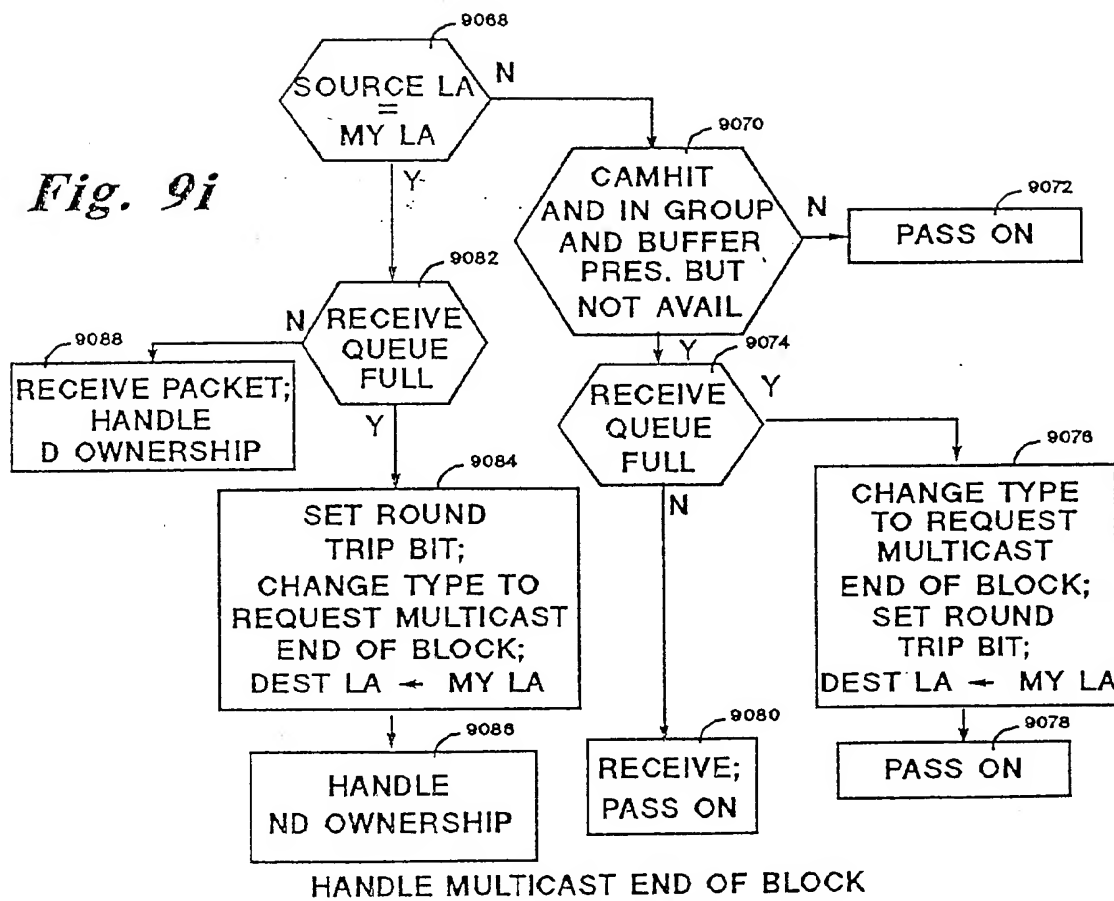 Fig. 9i
9068
SOURCE LA
=
MY LA
N
Y
9070
CAMHIT
AND IN GROUP
AND BUFFER
PRES. BUT
NOT AVAIL
N
Y
9072
PASS ON
9082
RECEIVE
QUEUE
FULL
N
Y
9088
RECEIVE PACKET;
HANDLE
D OWNERSHIP
9074
RECEIVE
QUEUE
FULL
Y
N
9084
SET ROUND
TRIP BIT;
CHANGE TYPE TO
REQUEST MULTICAST
END OF BLOCK;
DEST LA ← MY LA
9076
CHANGE TYPE
TO REQUEST
MULTICAST
END OF BLOCK;
SET ROUND
TRIP BIT;
DEST LA ← MY LA
9086
HANDLE
ND OWNERSHIP
9080
RECEIVE;
PASS ON
9078
PASS ON
HANDLE MULTICAST END OF BLOCK